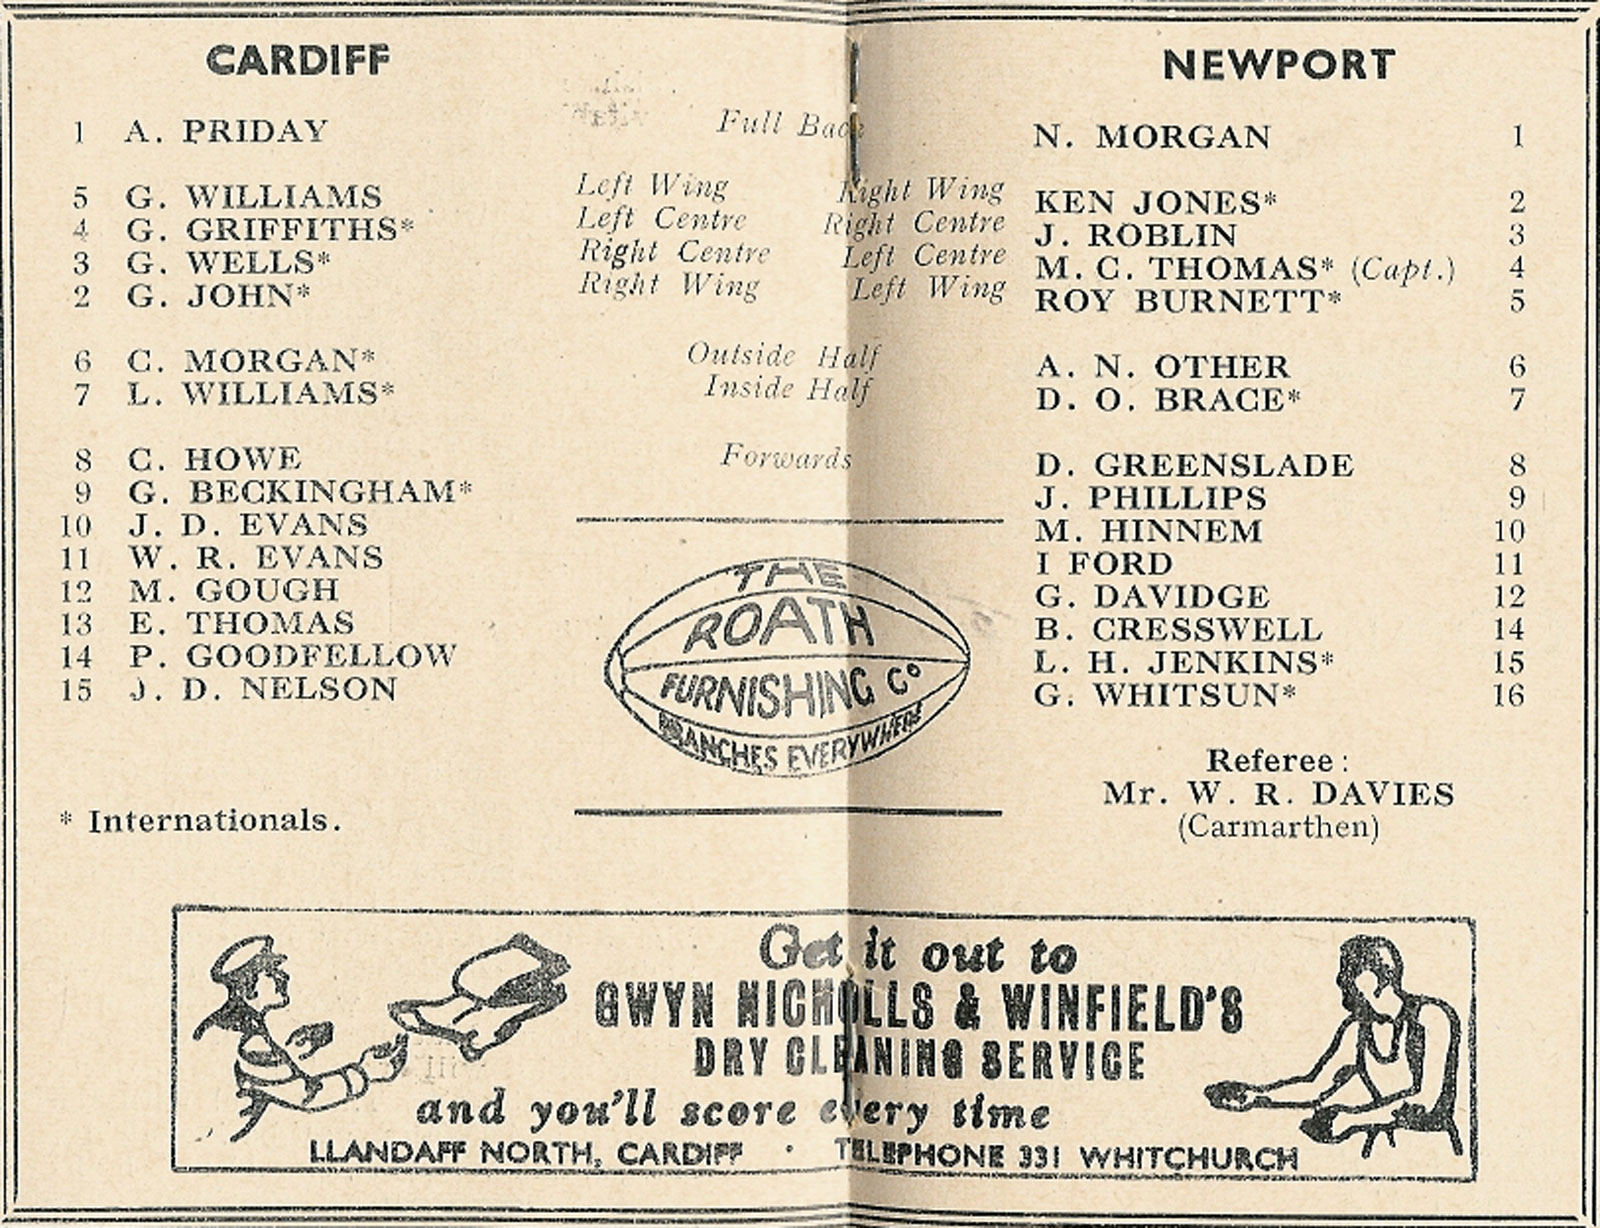 CARDIFF NEWPORT
1 A. PRIDAY Full Back N. MORGAN 1
5 G. WILLIAMS Left Wing Right Wing KEN JONES* 2
4 G. GRIFFITHS* Left Centre Right Centre J. ROBLIN 3
3 G. WELLS* Right Centre Left Centre M. C. THOMAS* (Capt.) 4
2 G. JOHN* Right Wing Left Wing ROY BURNETT* 5
6 C. MORGAN* Outside Half A. N. OTHER 6
7 L. WILLIAMS* Inside Half D. O. BRACE* 7
8 C. HOWE Forwards D. GREENSLADE 8
9 G. BECKINGHAM* J. PHILLIPS 9
10 J. D. EVANS M. HINNEM 10
11 W. R. EVANS I FORD 11
12 M. GOUGH G. DAVIDGE 12
13 E. THOMAS B. CRESSWELL 14
14 P. GOODFELLOW L. H. JENKINS* 15
15 J. D. NELSON G. WHITSUN* 16
THE
ROATH
FURNISHING Co
BRANCHES EVERYWHERE
Referee:
Mr. W. R. DAVIES
(Carmarthen)
* Internationals.
Get it out to
GWYN NICHOLLS & WINFIELD'S
DRY CLEANING SERVICE
and you'll score every time
LLANDAFF NORTH, CARDIFF · TELEPHONE 331 WHITCHURCH